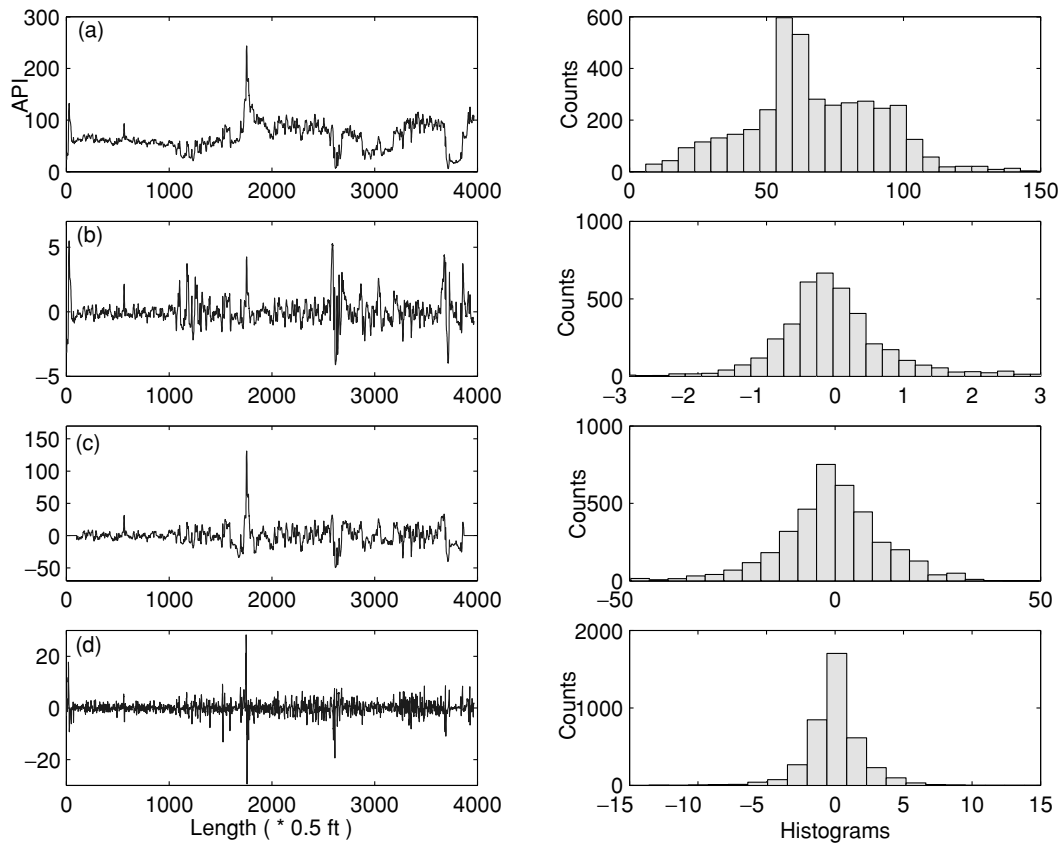 (a)
API
300
200
100
0
0 1000 2000 3000 4000
Counts
600
400
200
0
0 50 100 150
(b)
5
0
−5
0 1000 2000 3000 4000
Counts
1000
500
0
−3 −2 −1 0 1 2 3
(c)
150
100
50
0
−50
0 1000 2000 3000 4000
Counts
1000
500
0
−50 0 50
(d)
20
0
−20
0 1000 2000 3000 4000
Length ( * 0.5 ft )
Counts
2000
1000
0
−15 −10 −5 0 5 10 15
Histograms